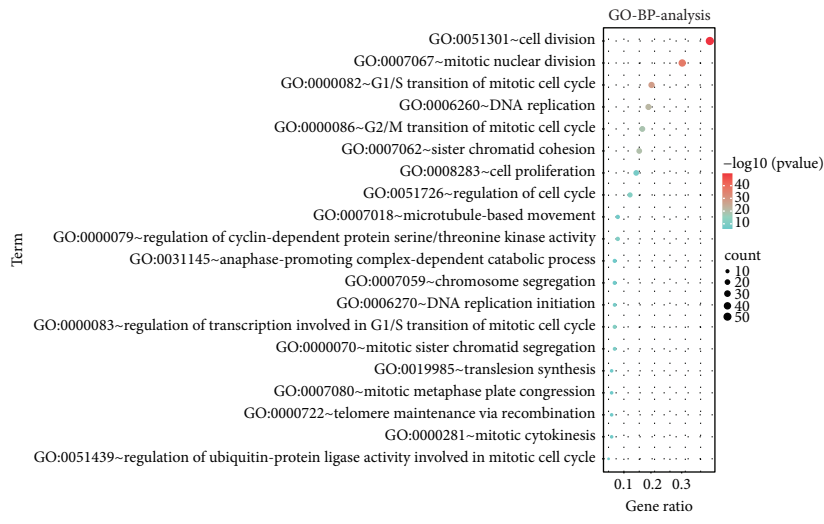 GO-BP-analysis
GO:0051301~cell division
GO:0007067~mitotic nuclear division
GO:0000082~G1/S transition of mitotic cell cycle
GO:0006260~DNA replication
GO:0000086~G2/M transition of mitotic cell cycle
GO:0007062~sister chromatid cohesion
GO:0008283~cell proliferation
GO:0051726~regulation of cell cycle
GO:0007018~microtubule-based movement
GO:0000079~regulation of cyclin-dependent protein serine/threonine kinase activity
GO:0031145~anaphase-promoting complex-dependent catabolic process
GO:0007059~chromosome segregation
GO:0006270~DNA replication initiation
GO:0000083~regulation of transcription involved in G1/S transition of mitotic cell cycle
GO:0000070~mitotic sister chromatid segregation
GO:0019985~translesion synthesis
GO:0007080~mitotic metaphase plate congression
GO:0000722~telomere maintenance via recombination
GO:0000281~mitotic cytokinesis
GO:0051439~regulation of ubiquitin-protein ligase activity involved in mitotic cell cycle
Term
0.1 0.2 0.3
Gene ratio
−log10 (pvalue)
40
30
20
10
count
10
20
30
40
50